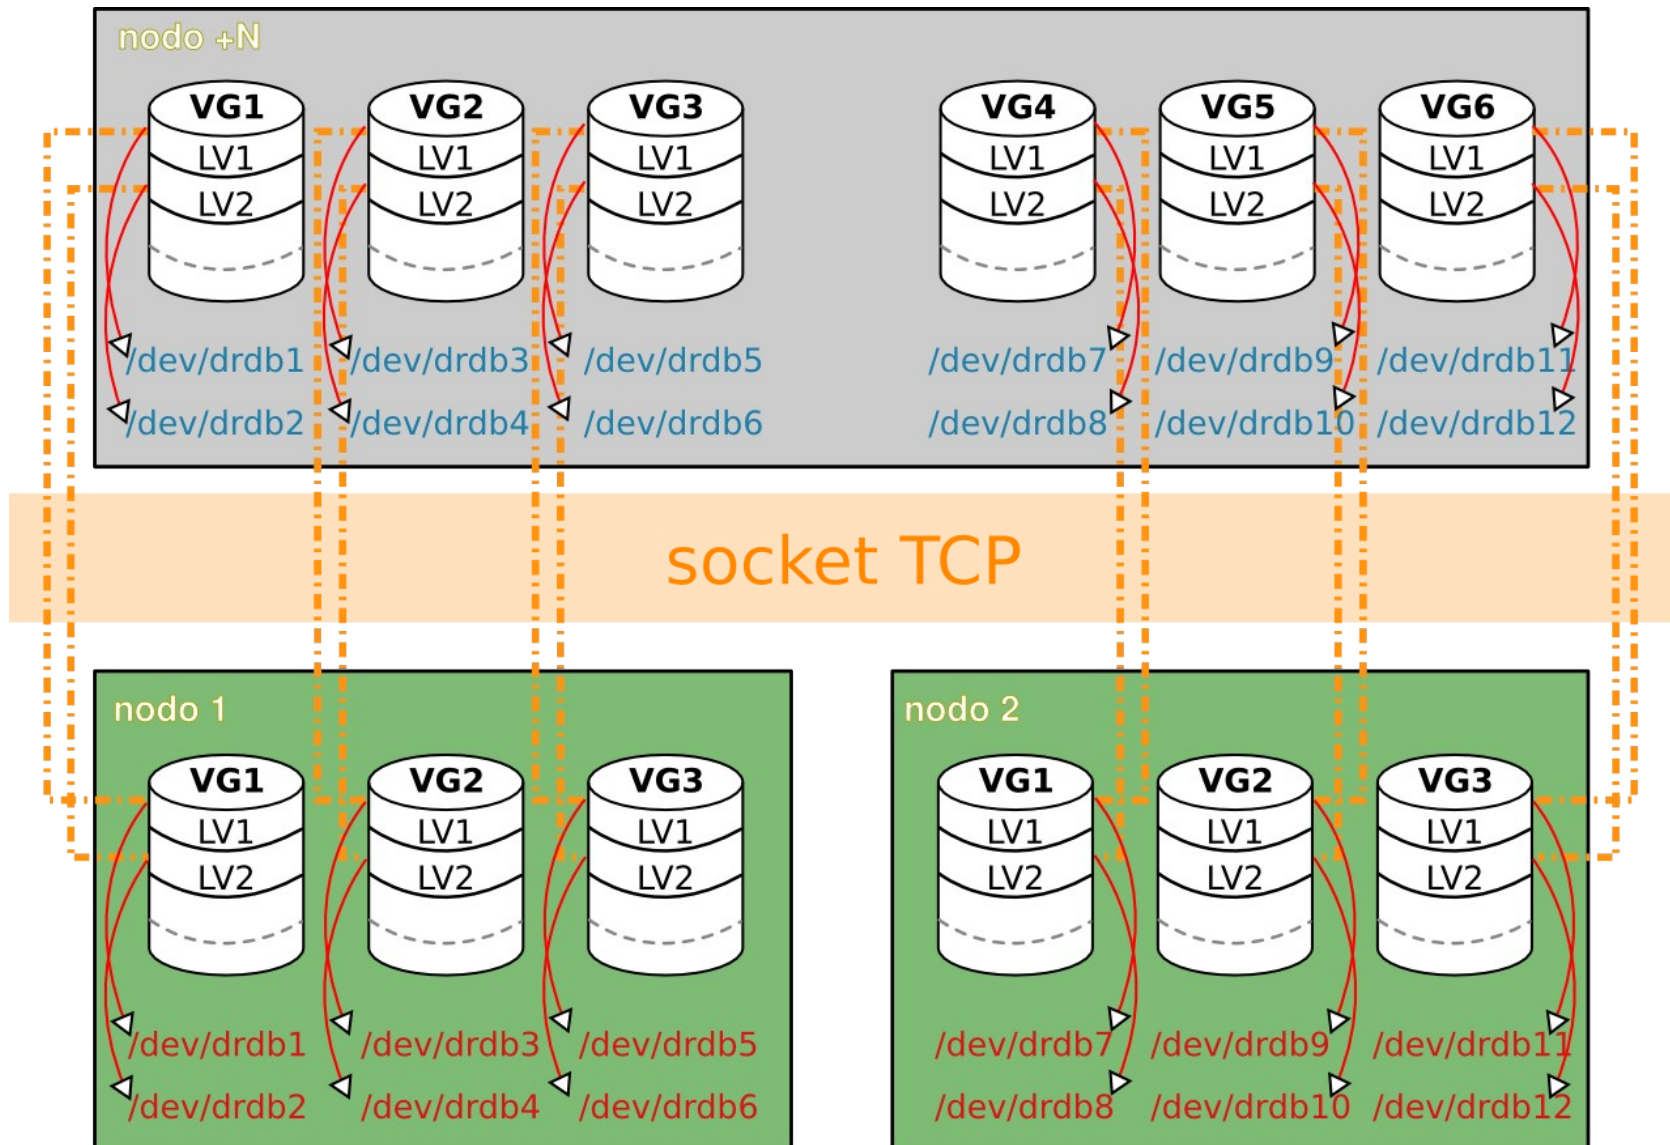 nodo +N
VG1 VG2 VG3 VG4 VG5 VG6
LV1 LV1 LV1 LV1 LV1 LV1
LV2 LV2 LV2 LV2 LV2 LV2
/dev/drdb1 /dev/drdb3 /dev/drdb5 /dev/drdb7 /dev/drdb9 /dev/drdb11
/dev/drdb2 /dev/drdb4 /dev/drdb6 /dev/drdb8 /dev/drdb10 /dev/drdb12
socket TCP
nodo 1
VG1 VG2 VG3
LV1 LV1 LV1
LV2 LV2 LV2
/dev/drdb1 /dev/drdb3 /dev/drdb5
/dev/drdb2 /dev/drdb4 /dev/drdb6
nodo 2
VG1 VG2 VG3
LV1 LV1 LV1
LV2 LV2 LV2
/dev/drdb7 /dev/drdb9 /dev/drdb11
/dev/drdb8 /dev/drdb10 /dev/drdb12